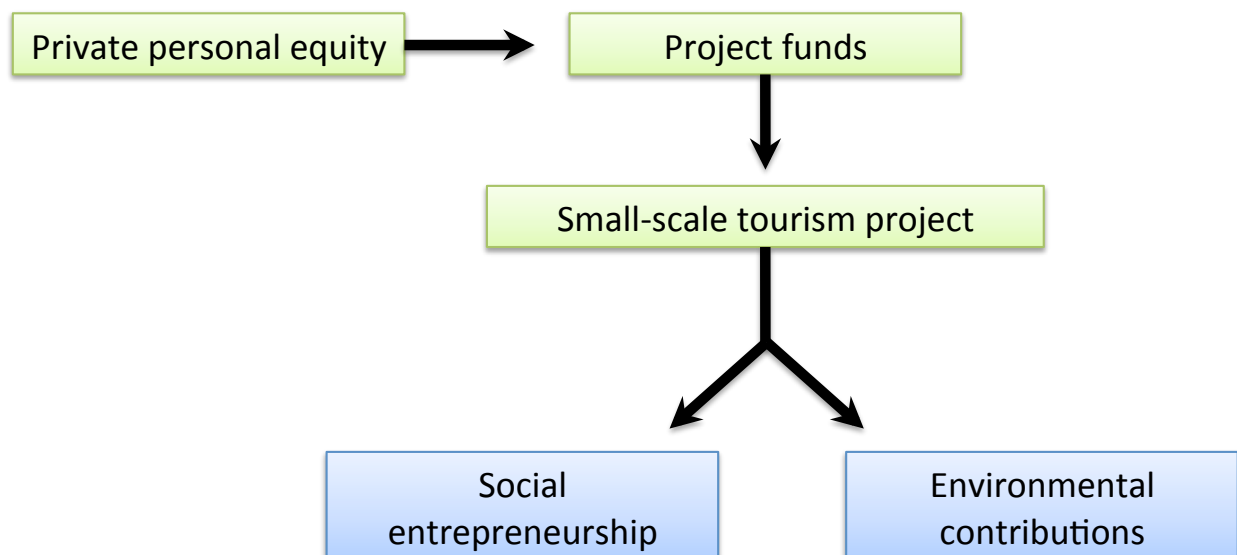 Private personal equity
Project funds
Small-scale tourism project
Social
entrepreneurship
Environmental
contributions